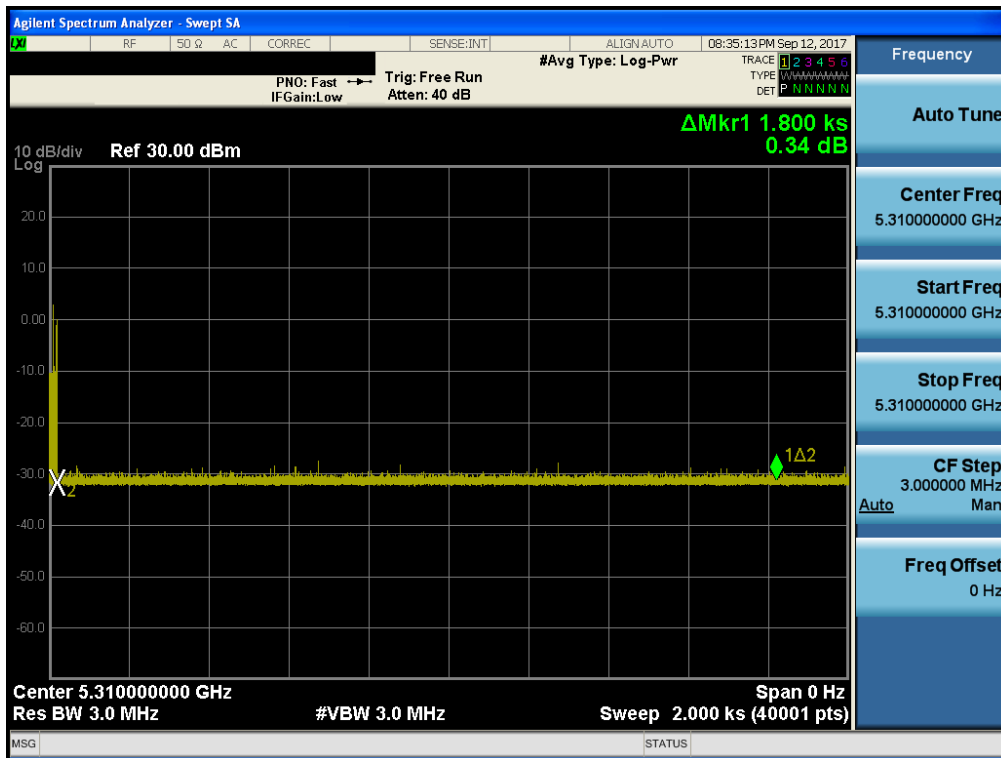 Agilent Spectrum Analyzer - Swept SA
LXI RF 50 Ω AC CORREC SENSE:INT ALIGN AUTO 08:35:13 PM Sep 12, 2017
PNO: Fast
IFGain:Low
Trig: Free Run
Atten: 40 dB
#Avg Type: Log-Pwr
TRACE 1 2 3 4 5 6
TYPE
DET P N N N N N
ΔMkr1 1.800 ks
0.34 dB
10 dB/div Ref 30.00 dBm
Log
20.0
10.0
0.00
-10.0
-20.0
-30.0
-40.0
-50.0
-60.0
2
1Δ2
Center 5.310000000 GHz Span 0 Hz
Res BW 3.0 MHz #VBW 3.0 MHz Sweep 2.000 ks (40001 pts)
MSG STATUS
Frequency
Auto Tune
Center Freq
5.310000000 GHz
Start Freq
5.310000000 GHz
Stop Freq
5.310000000 GHz
CF Step
3.000000 MHz
Auto Man
Freq Offset
0 Hz